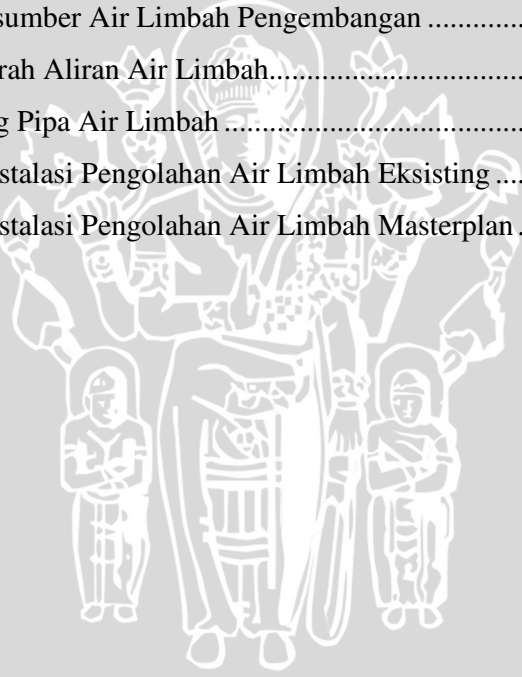 sumber Air Limbah Pengembangan ..............
rah Aliran Air Limbah....................................
g Pipa Air Limbah ...........................................
stalasi Pengolahan Air Limbah Eksisting ....
stalasi Pengolahan Air Limbah Masterplan .